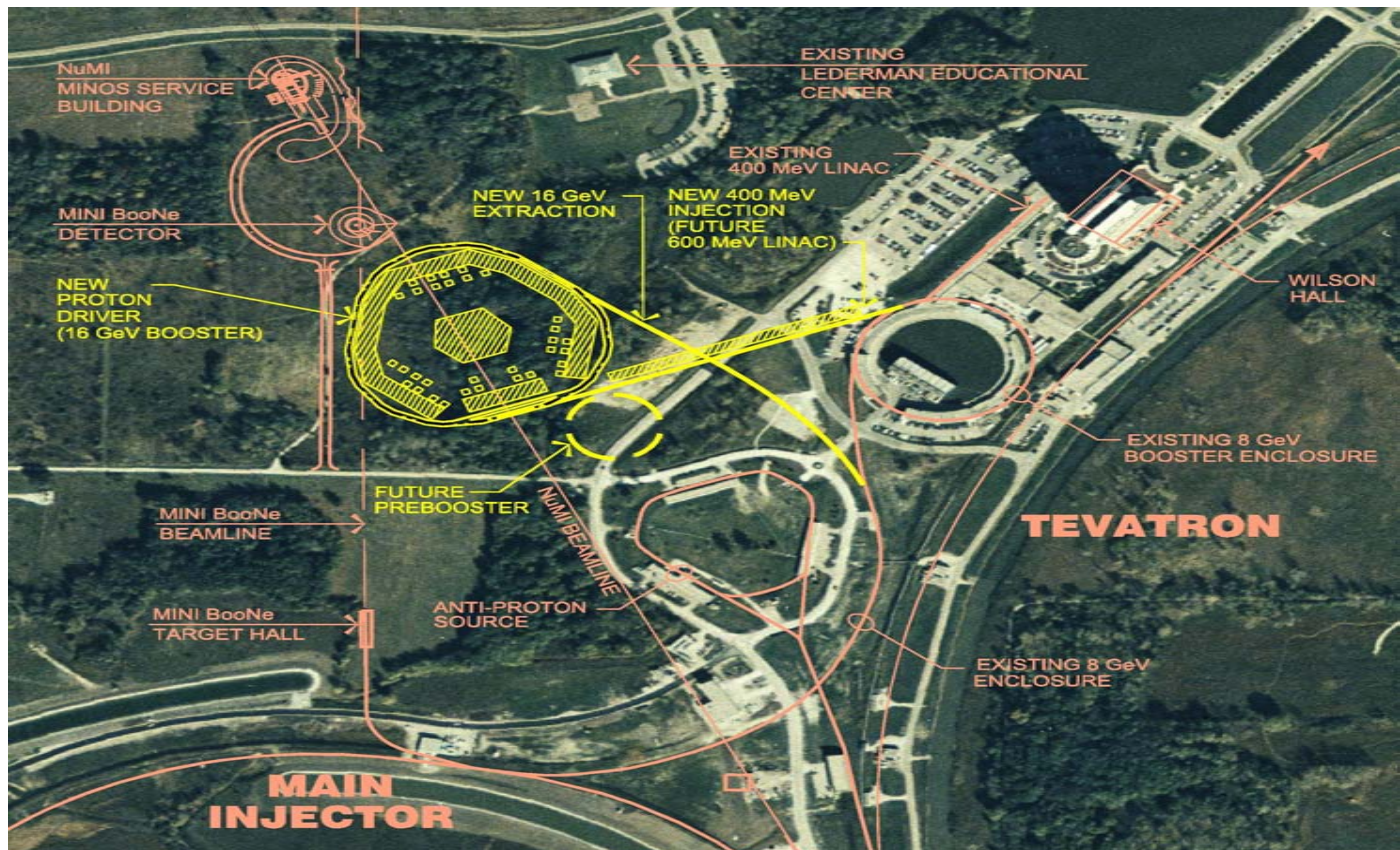 NuMI
MINOS SERVICE
BUILDING
EXISTING
LEDERMAN EDUCATIONAL
CENTER
EXISTING
400 MeV LINAC
MINI BooNe
DETECTOR
NEW 16 GeV
EXTRACTION
NEW 400 MeV
INJECTION
(FUTURE
600 MeV LINAC)
NEW
PROTON
DRIVER
(16 GeV BOOSTER)
WILSON
HALL
EXISTING 8 GeV
BOOSTER ENCLOSURE
FUTURE
PREBOOSTER
NuMI BEAMLINE
MINI BooNe
BEAMLINE
TEVATRON
MINI BooNe
TARGET HALL
ANTI-PROTON
SOURCE
EXISTING 8 GeV
ENCLOSURE
MAIN
INJECTOR